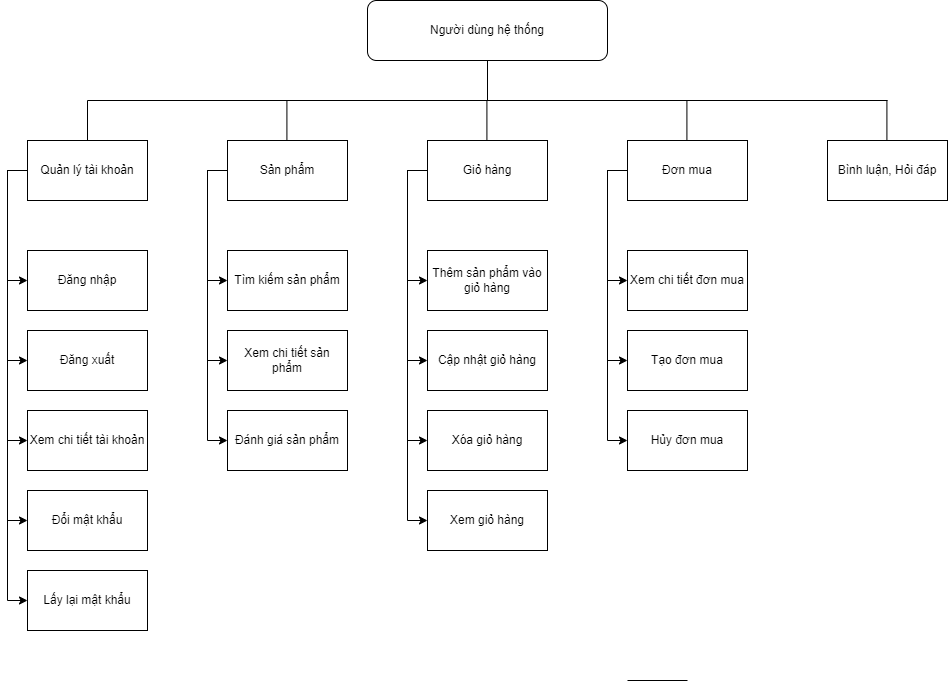 Người dùng hệ thống
Quản lý tài khoản
Sản phẩm
Giỏ hàng
Đơn mua
Bình luận, Hỏi đáp
Đăng nhập
Tìm kiếm sản phẩm
Thêm sản phẩm vào
giỏ hàng
Xem chi tiết đơn mua
Đăng xuất
Xem chi tiết sản
phẩm
Cập nhật giỏ hàng
Tạo đơn mua
Xem chi tiết tài khoản
Đánh giá sản phẩm
Xóa giỏ hàng
Hủy đơn mua
Đổi mật khẩu
Xem giỏ hàng
Lấy lại mật khẩu